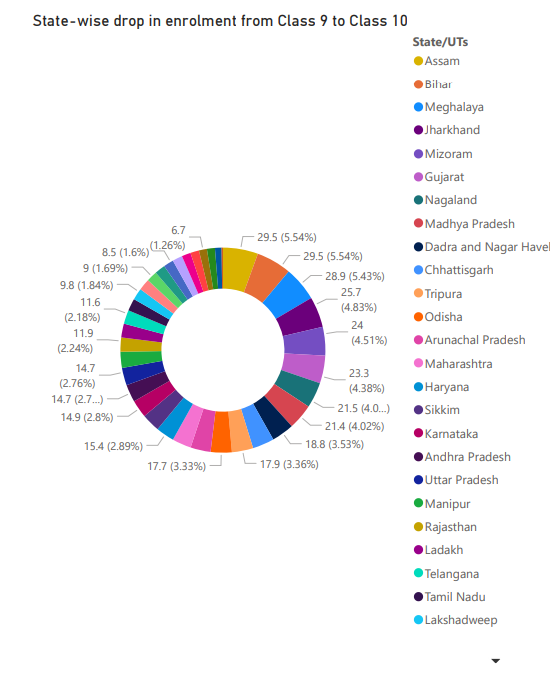 State-wise drop in enrolment from Class 9 to Class 10
State/UTs
Assam
Bihar
Meghalaya
Jharkhand
Mizoram
Gujarat
Nagaland
Madhya Pradesh
Dadra and Nagar Havel
Chhattisgarh
Tripura
Odisha
Arunachal Pradesh
Maharashtra
Haryana
Sikkim
Karnataka
Andhra Pradesh
Uttar Pradesh
Manipur
Rajasthan
Ladakh
Telangana
Tamil Nadu
Lakshadweep
29.5 (5.54%)
29.5 (5.54%)
28.9 (5.43%)
25.7
(4.83%)
24
(4.51%)
23.3
(4.38%)
21.5 (4.0...)
21.4 (4.02%)
18.8 (3.53%)
17.9 (3.36%)
17.7 (3.33%)
15.4 (2.89%)
14.9 (2.8%)
14.7 (2.7...)
14.7
(2.76%)
11.9
(2.24%)
11.6
(2.18%)
9.8 (1.84%)
9 (1.69%)
8.5 (1.6%)
6.7
(1.26%)